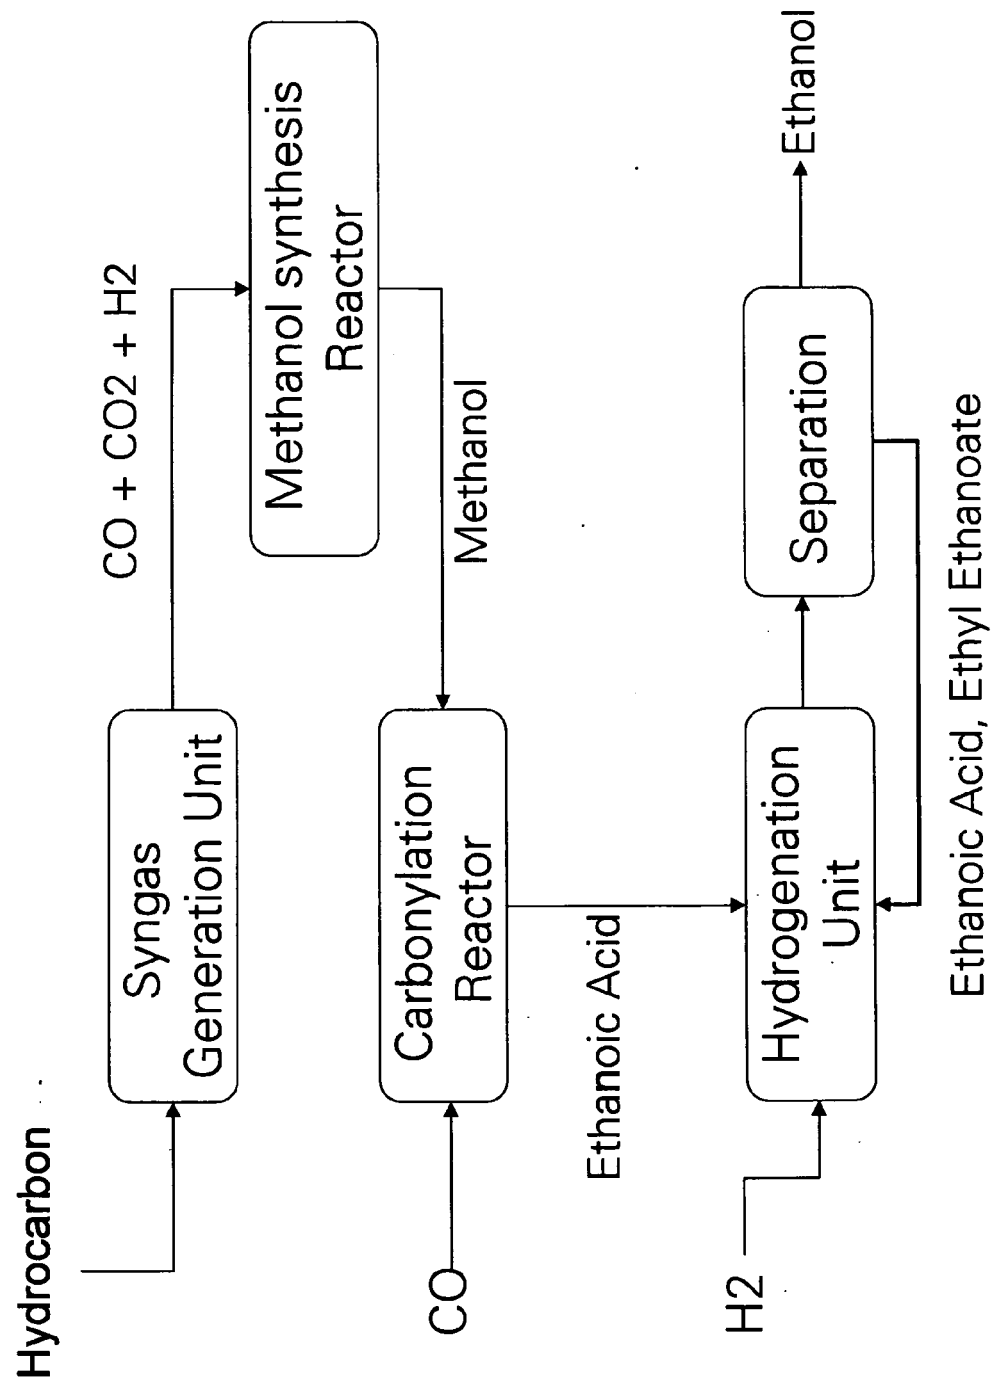 Hydrocarbon
Syngas
Generation Unit
CO + CO2 + H2
Methanol synthesis
Reactor
Methanol
CO
Carbonylation
Reactor
Ethanoic Acid
H2
Hydrogenation
Unit
Separation
Ethanol
Ethanoic Acid, Ethyl Ethanoate